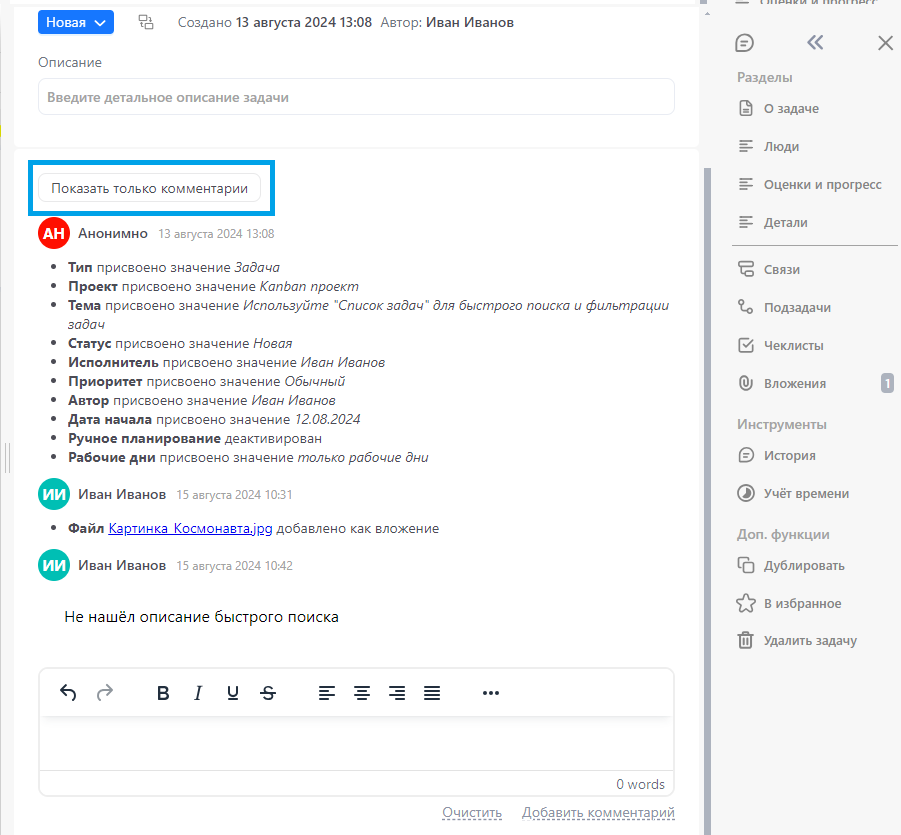 Новая
Создано 13 августа 2024 13:08 Автор: Иван Иванов
Описание
Введите детальное описание задачи
Показать только комментарии
АН Анонимно 13 августа 2024 13:08
• Тип присвоено значение Задача
• Проект присвоено значение Kanban проект
• Тема присвоено значение Используйте "Список задач" для быстрого поиска и фильтрации
задач
• Статус присвоено значение Новая
• Исполнитель присвоено значение Иван Иванов
• Приоритет присвоено значение Обычный
• Автор присвоено значение Иван Иванов
• Дата начала присвоено значение 12.08.2024
• Ручное планирование деактивирован
• Рабочие дни присвоено значение только рабочие дни
ИИ Иван Иванов 15 августа 2024 10:31
• Файл Картинка_Космонавта.jpg добавлено как вложение
ИИ Иван Иванов 15 августа 2024 10:42
Не нашёл описание быстрого поиска
B I U S
0 words
Очистить Добавить комментарий
Оценки и прогресс
Разделы
О задаче
Люди
Оценки и прогресс
Детали
Связи
Подзадачи
Чеклисты
Вложения 1
Инструменты
История
Учёт времени
Доп. функции
Дублировать
В избранное
Удалить задачу